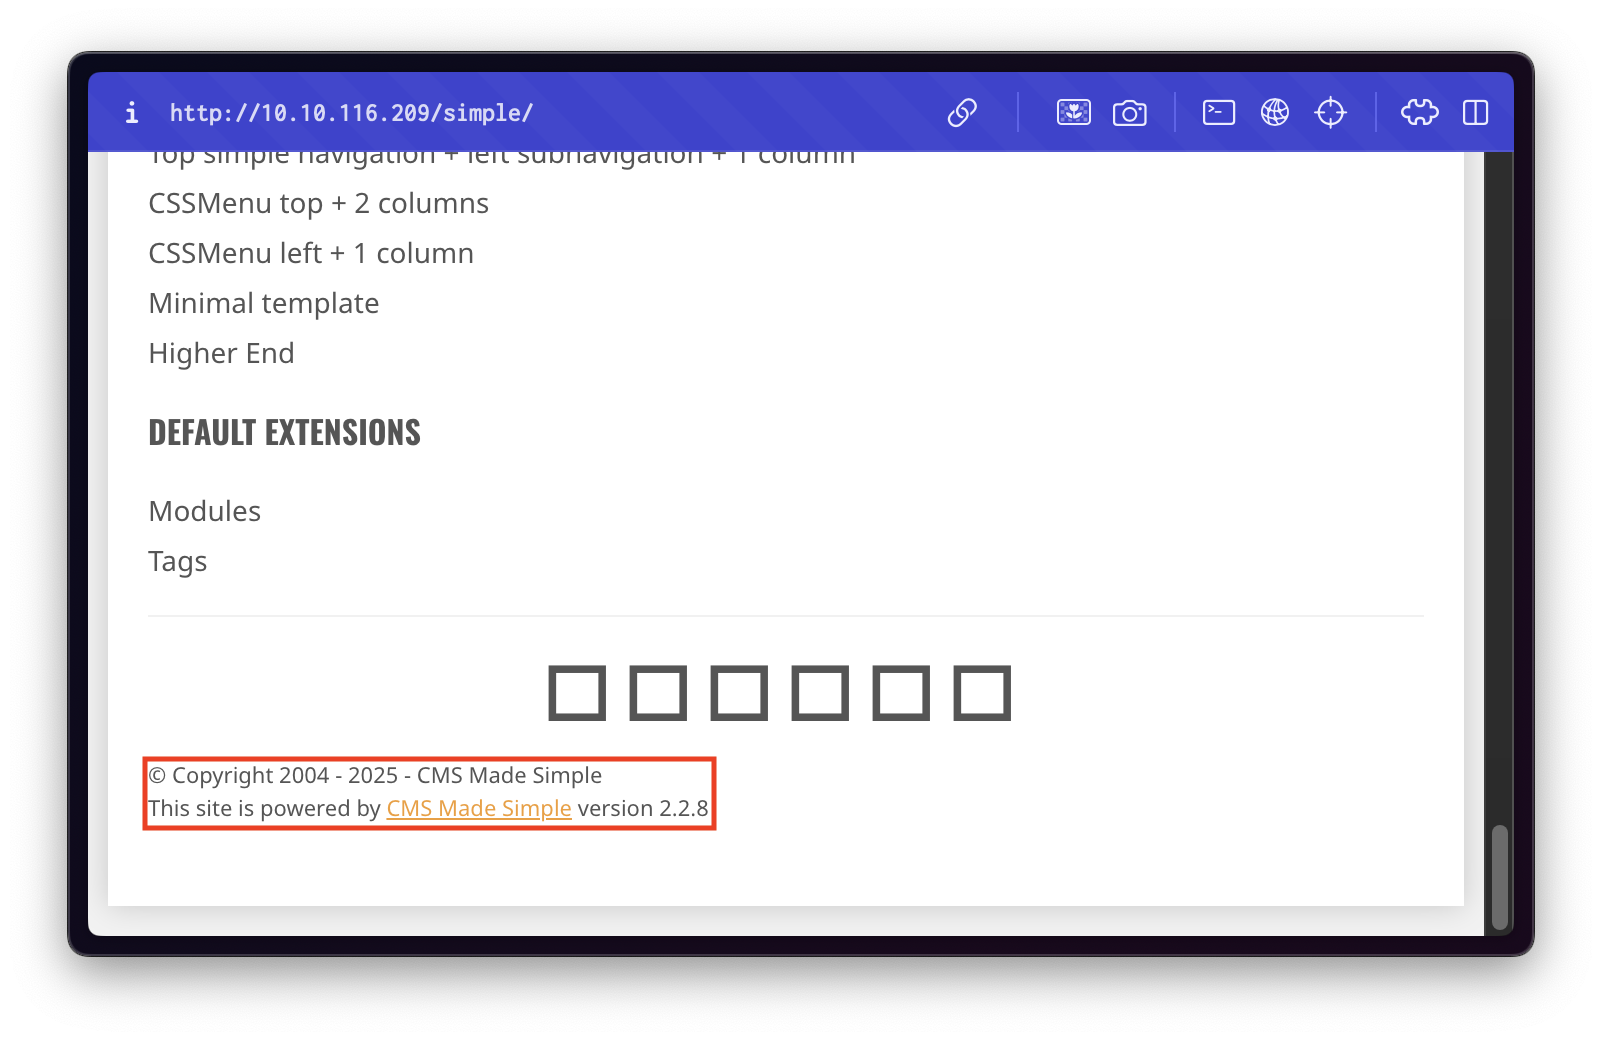 http://10.10.116.209/simple/
Top simple navigation + left subnavigation + 1 column
CSSMenu top + 2 columns
CSSMenu left + 1 column
Minimal template
Higher End
DEFAULT EXTENSIONS
Modules
Tags
© Copyright 2004 - 2025 - CMS Made Simple
This site is powered by CMS Made Simple version 2.2.8